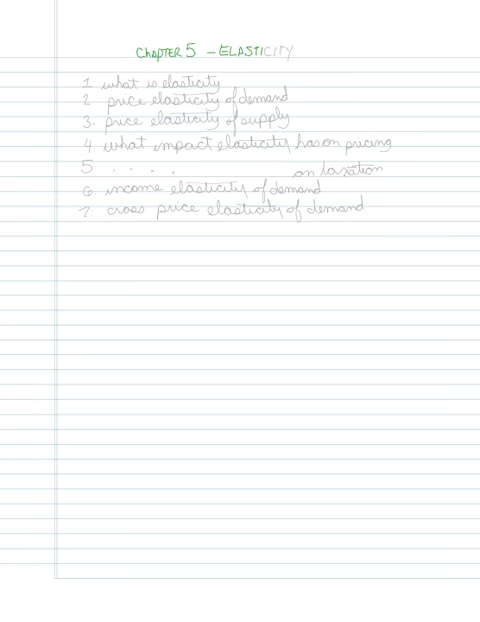 CHAPTER 5 - ELASTICITY
1 what is elasticity
2. price elasticity of demand
3. price elasticity of supply
4 what impact elasticity has on pricing
5 . . . . on taxation
6. income elasticity of demand
7. cross price elasticity of demand